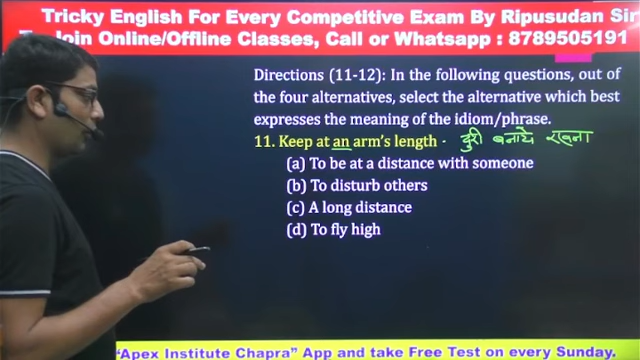 Tricky English For Every Competitive Exam By Ripusudan Sir
Join Online/Offline Classes, Call or Whatsapp : 8789505191
Directions (11-12): In the following questions, out of
the four alternatives, select the alternative which best
expresses the meaning of the idiom/phrase.
11. Keep at an arm's length - दुरी बनाये रखना
(a) To be at a distance with someone
(b) To disturb others
(c) A long distance
(d) To fly high
“Apex Institute Chapra” App and take Free Test on every Sunday.